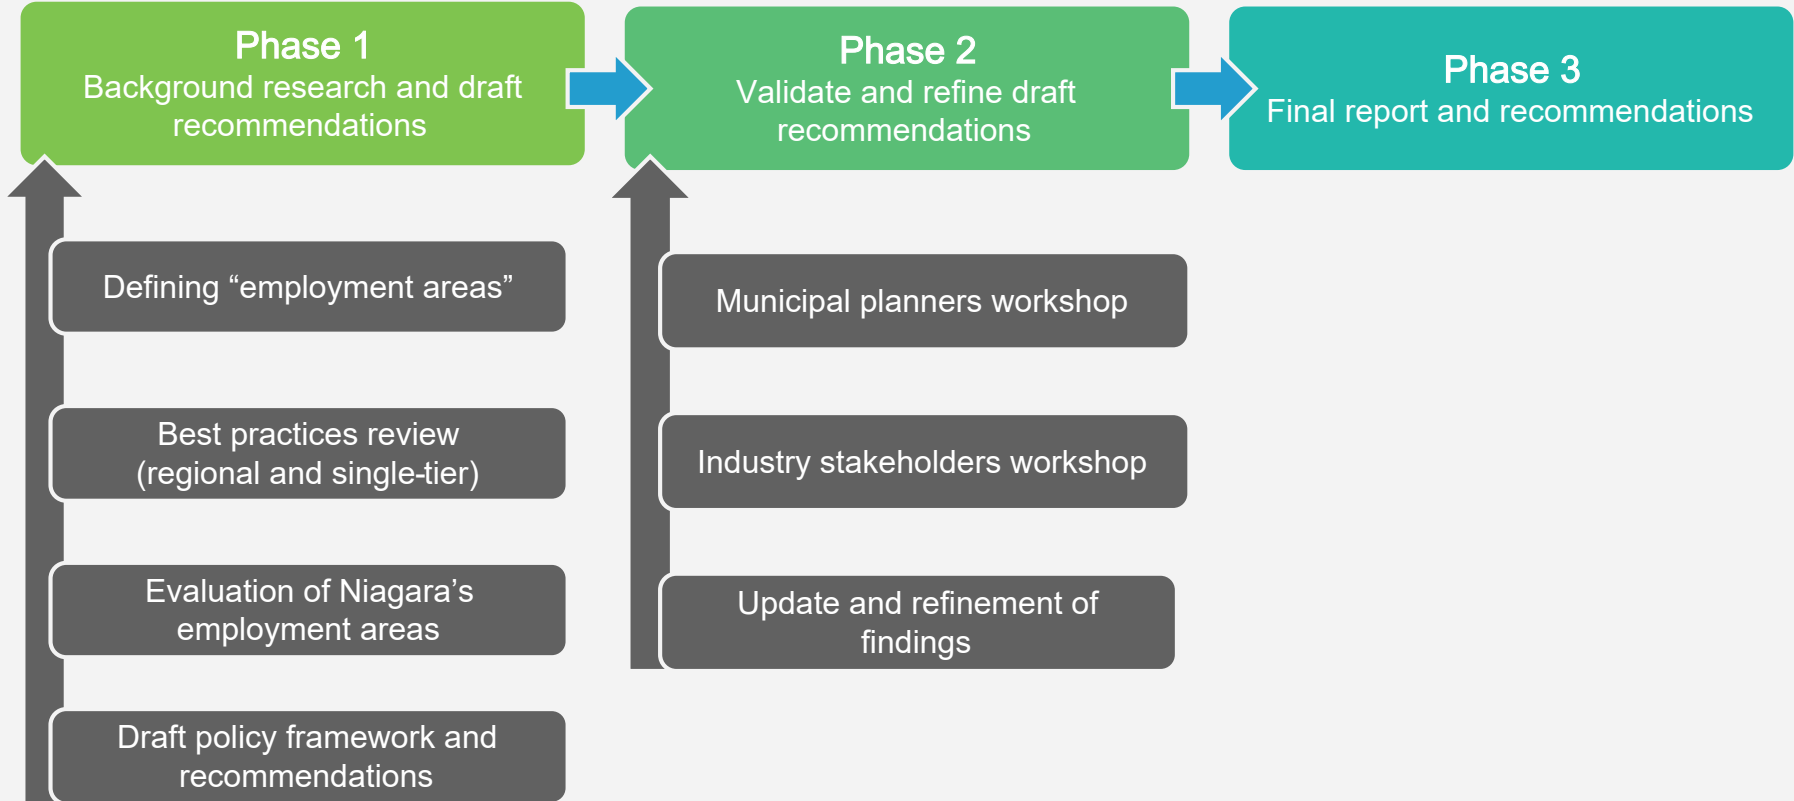 Phase 1
Background research and draft
recommendations
Phase 2
Validate and refine draft
recommendations
Phase 3
Final report and recommendations
Defining “employment areas”
Best practices review
(regional and single-tier)
Evaluation of Niagara’s
employment areas
Draft policy framework and
recommendations
Municipal planners workshop
Industry stakeholders workshop
Update and refinement of
findings